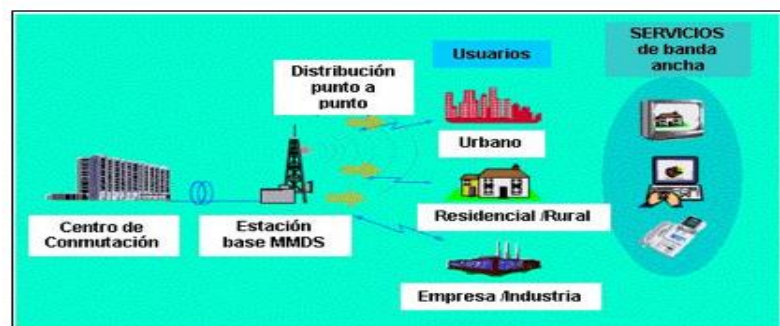 Distribución
punto a
punto
Usuarios
SERVICIOS
de banda
ancha
Urbano
Centro de
Conmutación
Estación
base MMDS
Residencial /Rural
Empresa /Industria